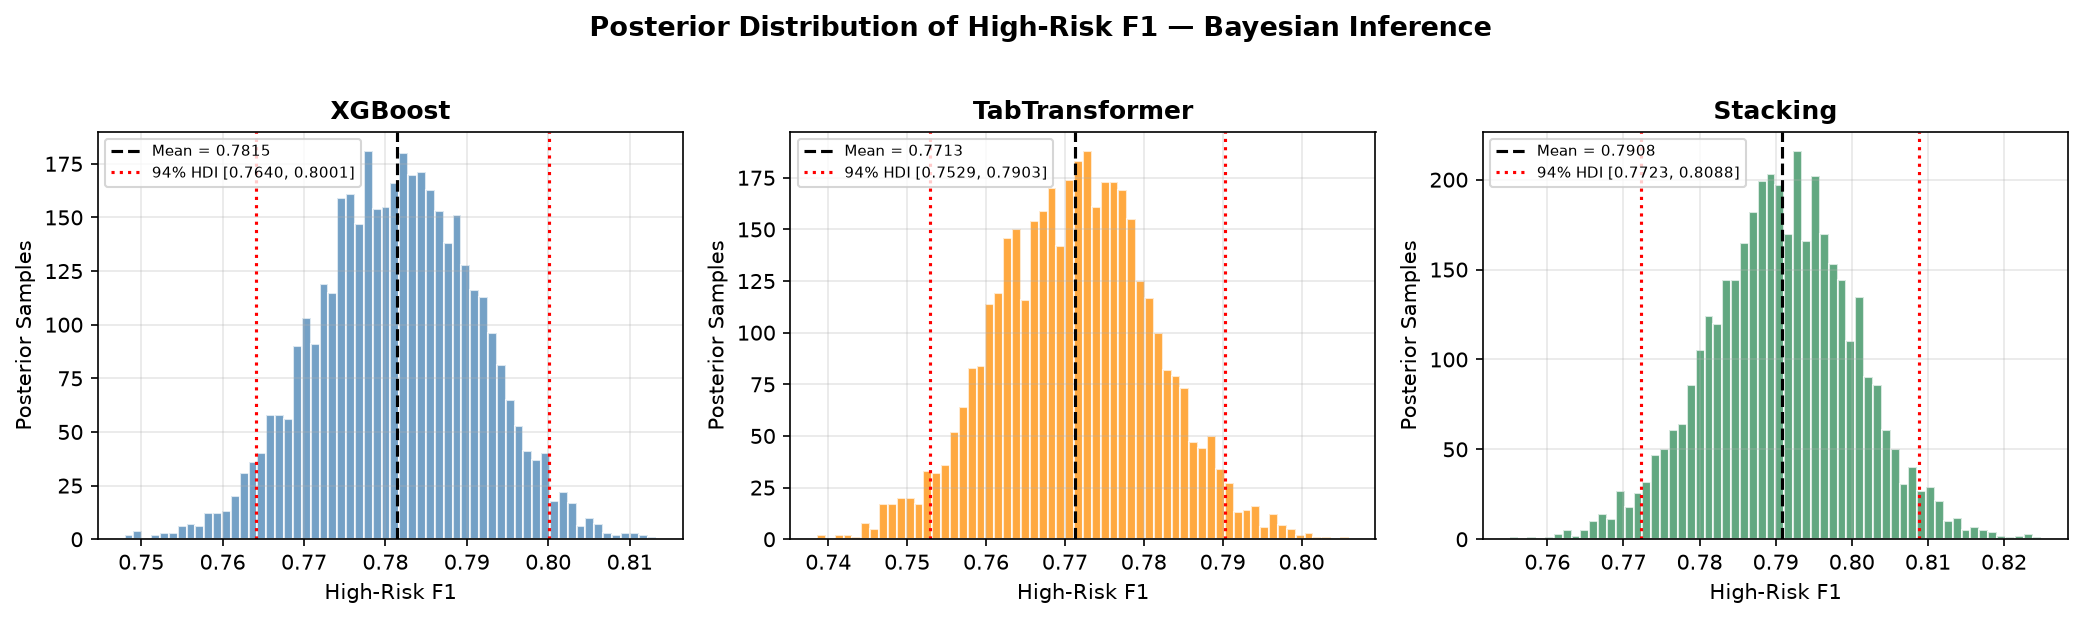 Posterior Distribution of High-Risk F1 — Bayesian Inference
XGBoost
Mean = 0.7815
94% HDI [0.7640, 0.8001]
Posterior Samples
175
150
125
100
75
50
25
0
0.75 0.76 0.77 0.78 0.79 0.80 0.81
High-Risk F1
TabTransformer
Mean = 0.7713
94% HDI [0.7529, 0.7903]
Posterior Samples
175
150
125
100
75
50
25
0
0.74 0.75 0.76 0.77 0.78 0.79 0.80
High-Risk F1
Stacking
Mean = 0.7908
94% HDI [0.7723, 0.8088]
Posterior Samples
200
150
100
50
0
0.76 0.77 0.78 0.79 0.80 0.81 0.82
High-Risk F1